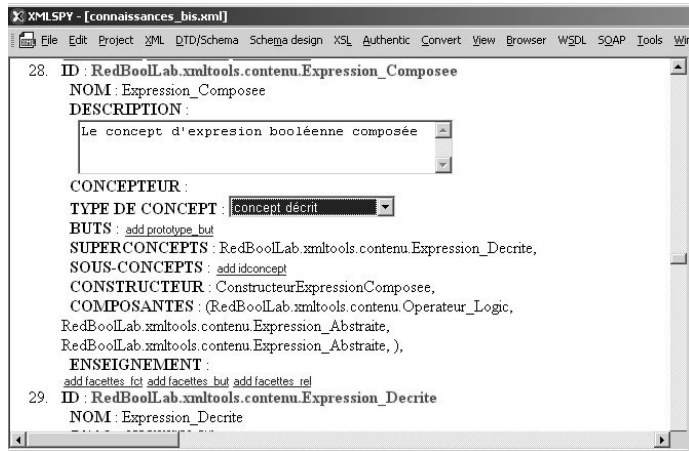 XMLSPY - [connaissances_bis.xml]
File Edit Project XML DTD/Schema Schema design XSL Authentic Convert View Browser WSDL SOAP Tools
28. ID : RedBoolLab.xmltools.contenu.Expression_Composee
NOM : Expression_Composee
DESCRIPTION :
Le concept d'expresion booléenne composée
CONCEPTEUR :
TYPE DE CONCEPT : concept décrit
BUTS : add prototype_but
SUPERCONCEPTS : RedBoolLab.xmltools.contenu.Expression_Decrite,
SOUS-CONCEPTS : add idconcept
CONSTRUCTEUR : ConstructeurExpressionComposee,
COMPOSANTES : (RedBoolLab.xmltools.contenu.Operateur_Logic,
RedBoolLab.xmltools.contenu.Expression_Abstraite,
RedBoolLab.xmltools.contenu.Expression_Abstraite, ),
ENSEIGNEMENT :
add facettes_fct add facettes_but add facettes_rel
29. ID : RedBoolLab.xmltools.contenu.Expression_Decrite
NOM : Expression_Decrite